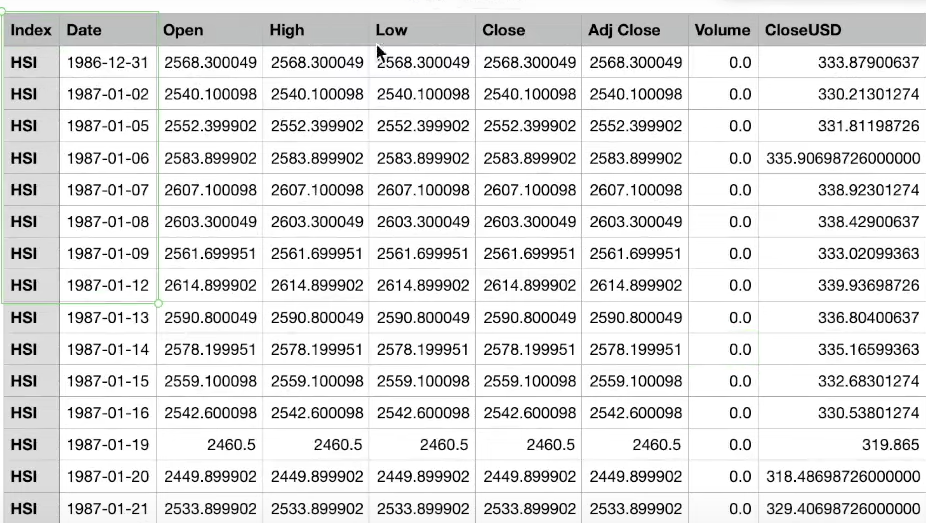 Index Date Open High Low Close Adj Close Volume CloseUSD
HSI 1986-12-31 2568.300049 2568.300049 2568.300049 2568.300049 2568.300049 0.0 333.87900637
HSI 1987-01-02 2540.100098 2540.100098 2540.100098 2540.100098 2540.100098 0.0 330.21301274
HSI 1987-01-05 2552.399902 2552.399902 2552.399902 2552.399902 2552.399902 0.0 331.81198726
HSI 1987-01-06 2583.899902 2583.899902 2583.899902 2583.899902 2583.899902 0.0 335.90698726000000
HSI 1987-01-07 2607.100098 2607.100098 2607.100098 2607.100098 2607.100098 0.0 338.92301274
HSI 1987-01-08 2603.300049 2603.300049 2603.300049 2603.300049 2603.300049 0.0 338.42900637
HSI 1987-01-09 2561.699951 2561.699951 2561.699951 2561.699951 2561.699951 0.0 333.02099363
HSI 1987-01-12 2614.899902 2614.899902 2614.899902 2614.899902 2614.899902 0.0 339.93698726
HSI 1987-01-13 2590.800049 2590.800049 2590.800049 2590.800049 2590.800049 0.0 336.80400637
HSI 1987-01-14 2578.199951 2578.199951 2578.199951 2578.199951 2578.199951 0.0 335.16599363
HSI 1987-01-15 2559.100098 2559.100098 2559.100098 2559.100098 2559.100098 0.0 332.68301274
HSI 1987-01-16 2542.600098 2542.600098 2542.600098 2542.600098 2542.600098 0.0 330.53801274
HSI 1987-01-19 2460.5 2460.5 2460.5 2460.5 2460.5 0.0 319.865
HSI 1987-01-20 2449.899902 2449.899902 2449.899902 2449.899902 2449.899902 0.0 318.48698726000000
HSI 1987-01-21 2533.899902 2533.899902 2533.899902 2533.899902 2533.899902 0.0 329.40698726000000